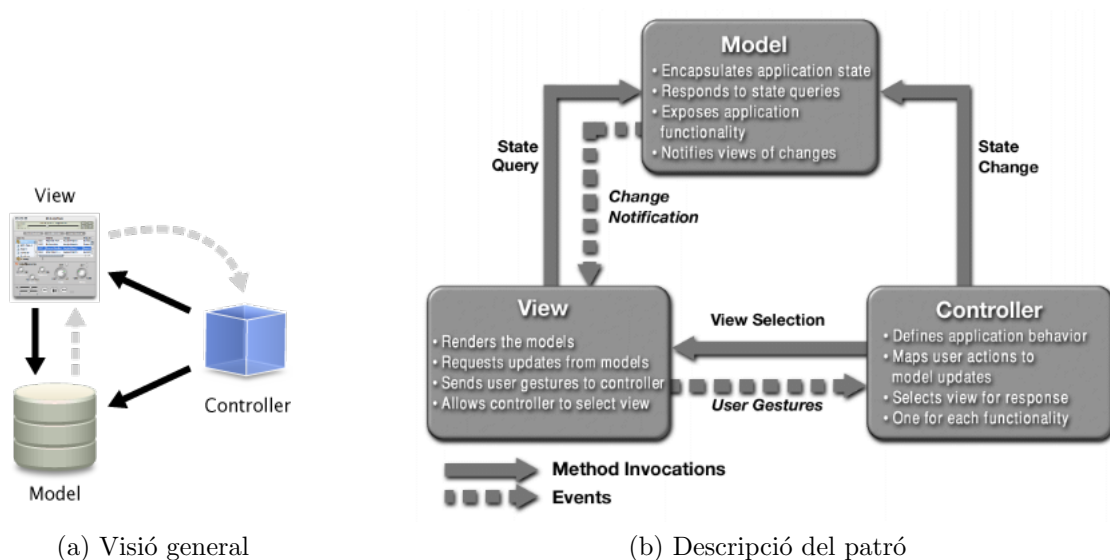 View
Controller
Model
(a) Visió general
Model
• Encapsulates application state
• Responds to state queries
• Exposes application
functionality
• Notifies views of changes
State
Query
State
Change
Change
Notification
View
• Renders the models
• Requests updates from models
• Sends user gestures to controller
• Allows controller to select view
View Selection
User Gestures
Controller
• Defines application behavior
• Maps user actions to
model updates
• Selects view for response
• One for each functionality
Method Invocations
Events
(b) Descripció del patró